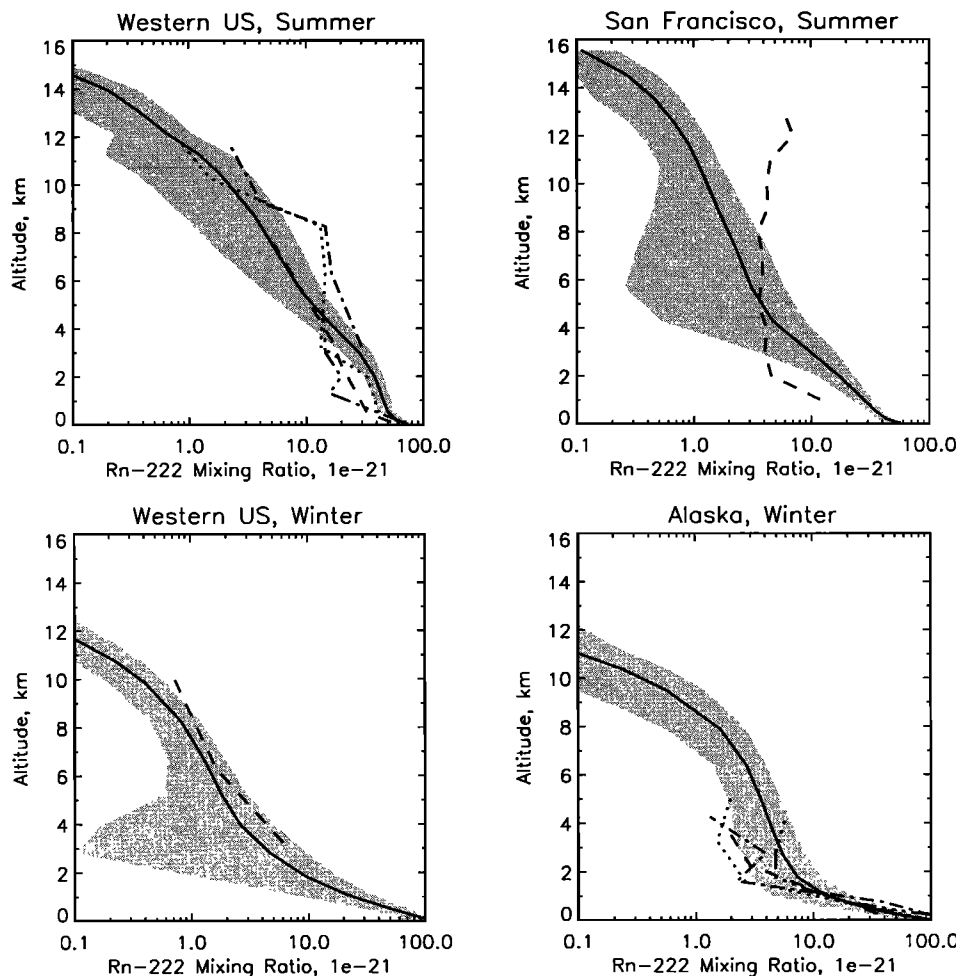 Western US, Summer
16
14
12
10
8
6
4
2
0
Altitude, km
0.1 1.0 10.0 100.0
Rn-222 Mixing Ratio, 1e-21
San Francisco, Summer
16
14
12
10
8
6
4
2
0
Altitude, km
0.1 1.0 10.0 100.0
Rn-222 Mixing Ratio, 1e-21
Western US, Winter
16
14
12
10
8
6
4
2
0
Altitude, km
0.1 1.0 10.0 100.0
Rn-222 Mixing Ratio, 1e-21
Alaska, Winter
16
14
12
10
8
6
4
2
0
Altitude, km
0.1 1.0 10.0 100.0
Rn-222 Mixing Ratio, 1e-21